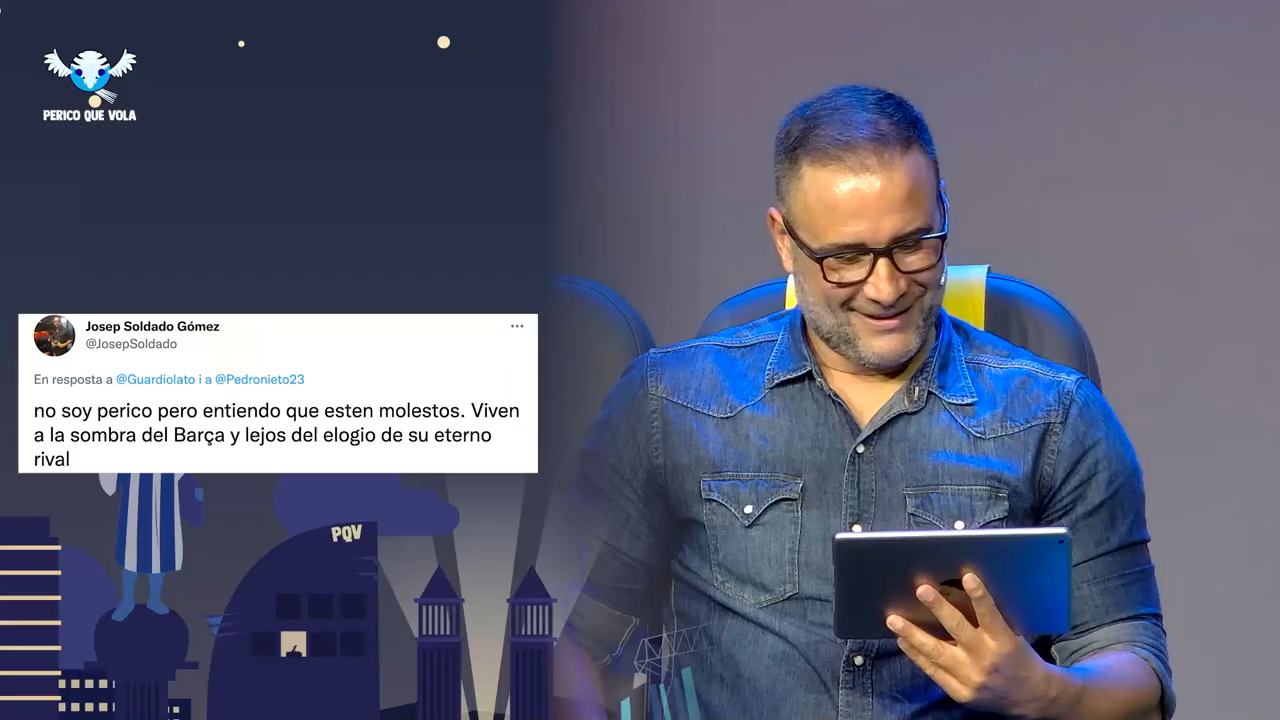 PERICO QUE VOLA
Josep Soldado Gómez
@JosepSoldado
En resposta a @Guardiolato i a @Pedronieto23
no soy perico pero entiendo que esten molestos. Viven
a la sombra del Barça y lejos del elogio de su eterno
rival
PQV